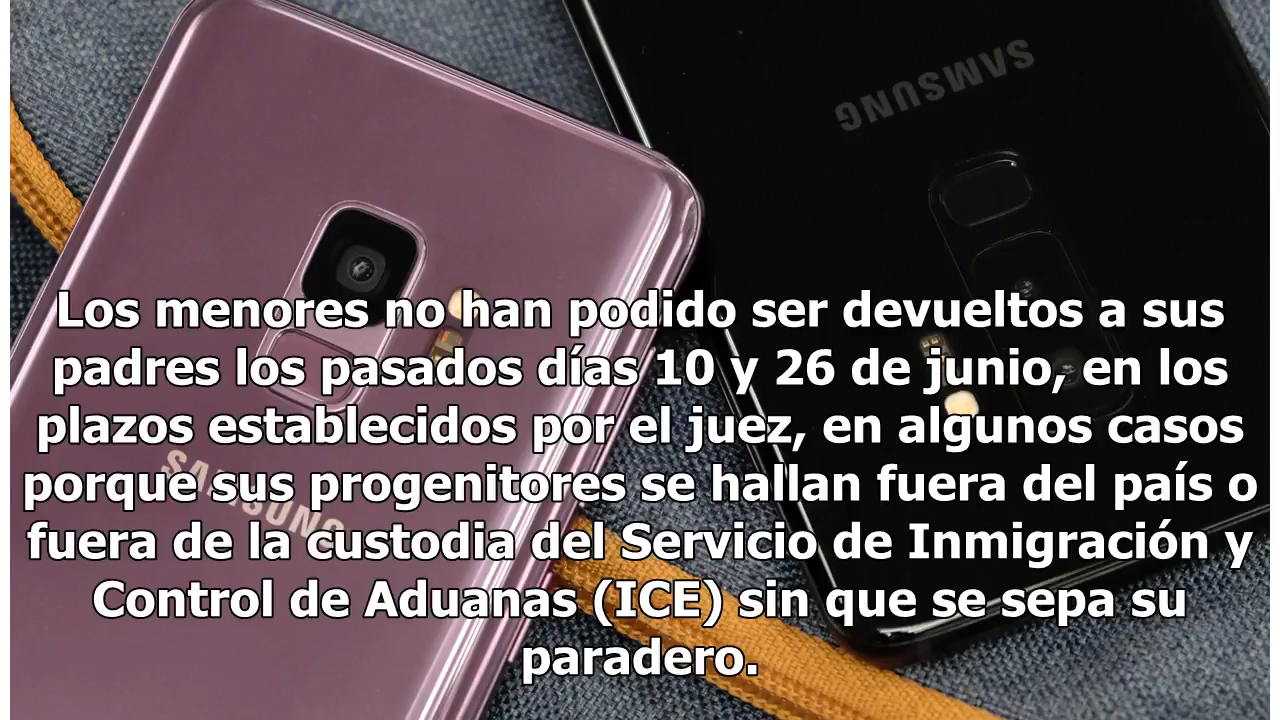 SAMSUNG
Los menores no han podido ser devueltos a sus
padres los pasados días 10 y 26 de junio, en los
plazos establecidos por el juez, en algunos casos
porque sus progenitores se hallan fuera del país o
fuera de la custodia del Servicio de Inmigración y
Control de Aduanas (ICE) sin que se sepa su
paradero.
SAMSUNG